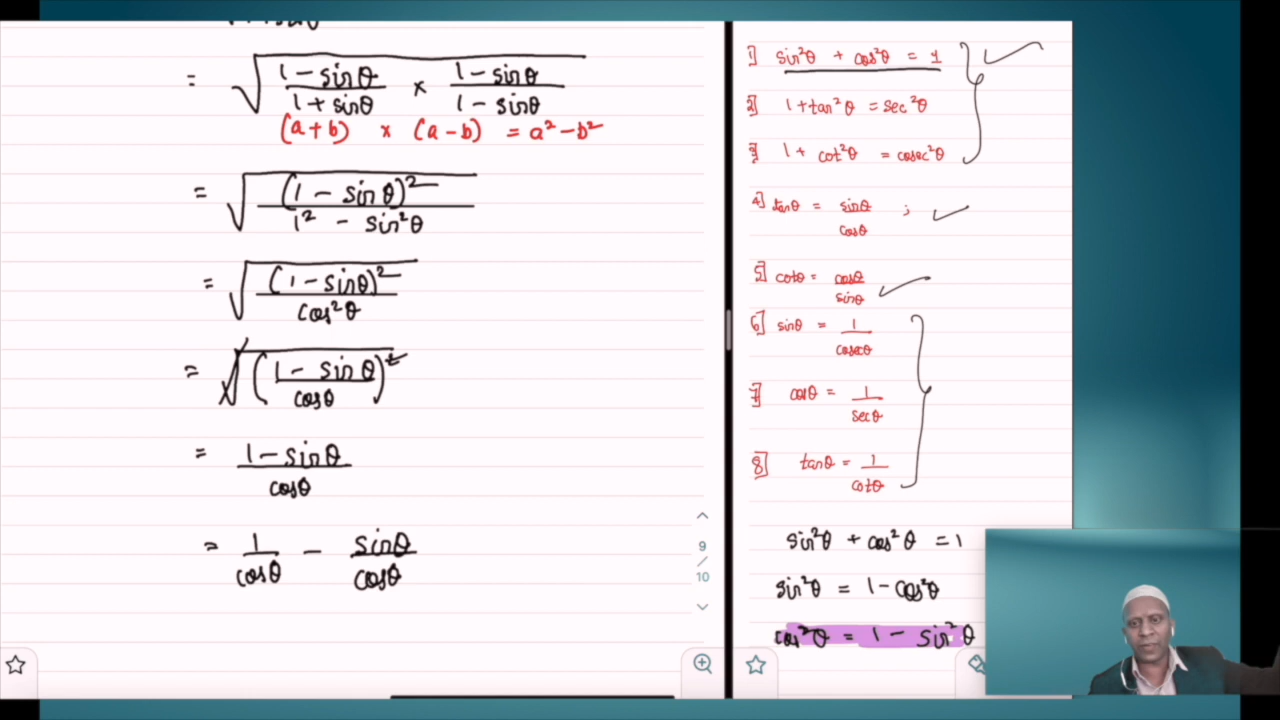 = √((1 - sinθ)/(1 + sinθ) × (1 - sinθ)/(1 - sinθ))
(a + b) × (a - b) = a² - b²
= √((1 - sinθ)²/(1² - sin²θ))
= √((1 - sinθ)²/cos²θ)
= √((1 - sinθ)/cosθ)²
= (1 - sinθ)/cosθ
= 1/cosθ - sinθ/cosθ
9 / 10
1] sin²θ + cos²θ = 1
2] 1 + tan²θ = sec²θ
3] 1 + cot²θ = cosec²θ
4] tanθ = sinθ/cosθ ;
5] cotθ = cosθ/sinθ
6] sinθ = 1/cosecθ
7] cosθ = 1/secθ
8] tanθ = 1/cotθ
sin²θ + cos²θ = 1
sin²θ = 1 - cos²θ
cos²θ = 1 - sin²θ